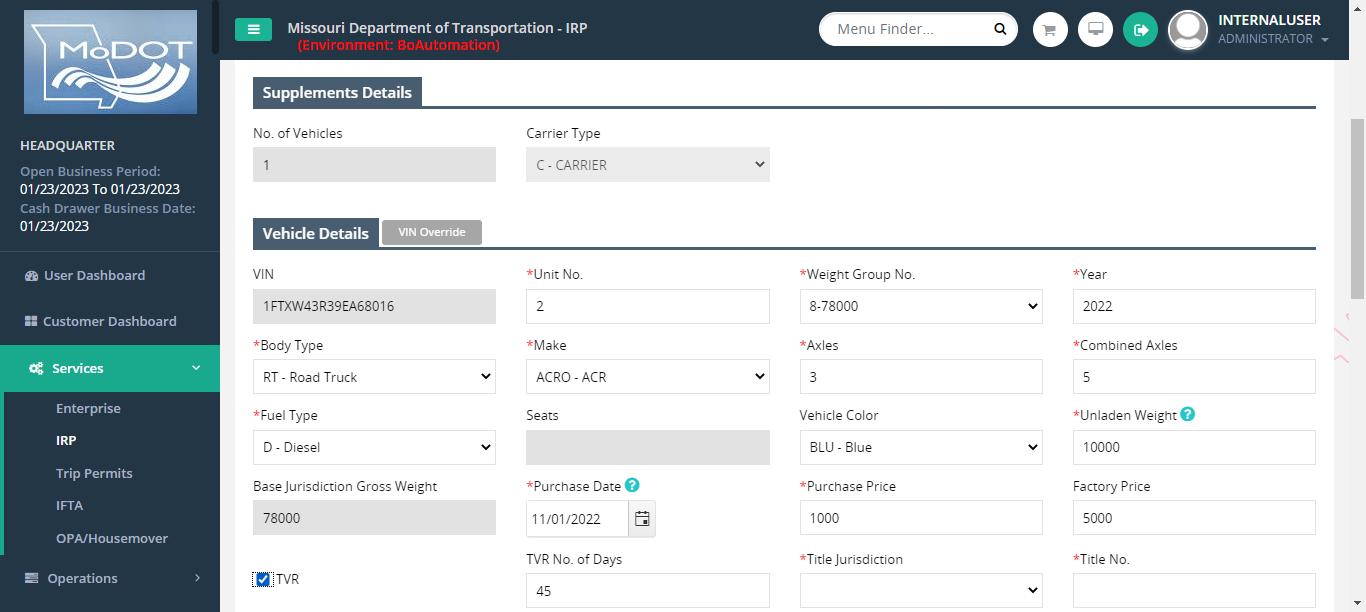 MoDOT
HEADQUARTER
Open Business Period:
01/23/2023 To 01/23/2023
Cash Drawer Business Date:
01/23/2023
User Dashboard
Customer Dashboard
Services
Enterprise
IRP
Trip Permits
IFTA
OPA/Housemover
Operations
Missouri Department of Transportation - IRP
(Environment: BoAutomation)
Menu Finder...
INTERNALUSER
ADMINISTRATOR
Supplements Details
No. of Vehicles
Carrier Type
1
C - CARRIER
Vehicle Details
VIN Override
VIN
*Unit No.
*Weight Group No.
*Year
1FTXW43R39EA68016
2
8-78000
2022
*Body Type
*Make
*Axles
*Combined Axles
RT - Road Truck
ACRO - ACR
3
5
*Fuel Type
Seats
Vehicle Color
*Unladen Weight ?
D - Diesel
BLU - Blue
10000
Base Jurisdiction Gross Weight
*Purchase Date ?
*Purchase Price
Factory Price
78000
11/01/2022
1000
5000
TVR
TVR No. of Days
*Title Jurisdiction
*Title No.
45